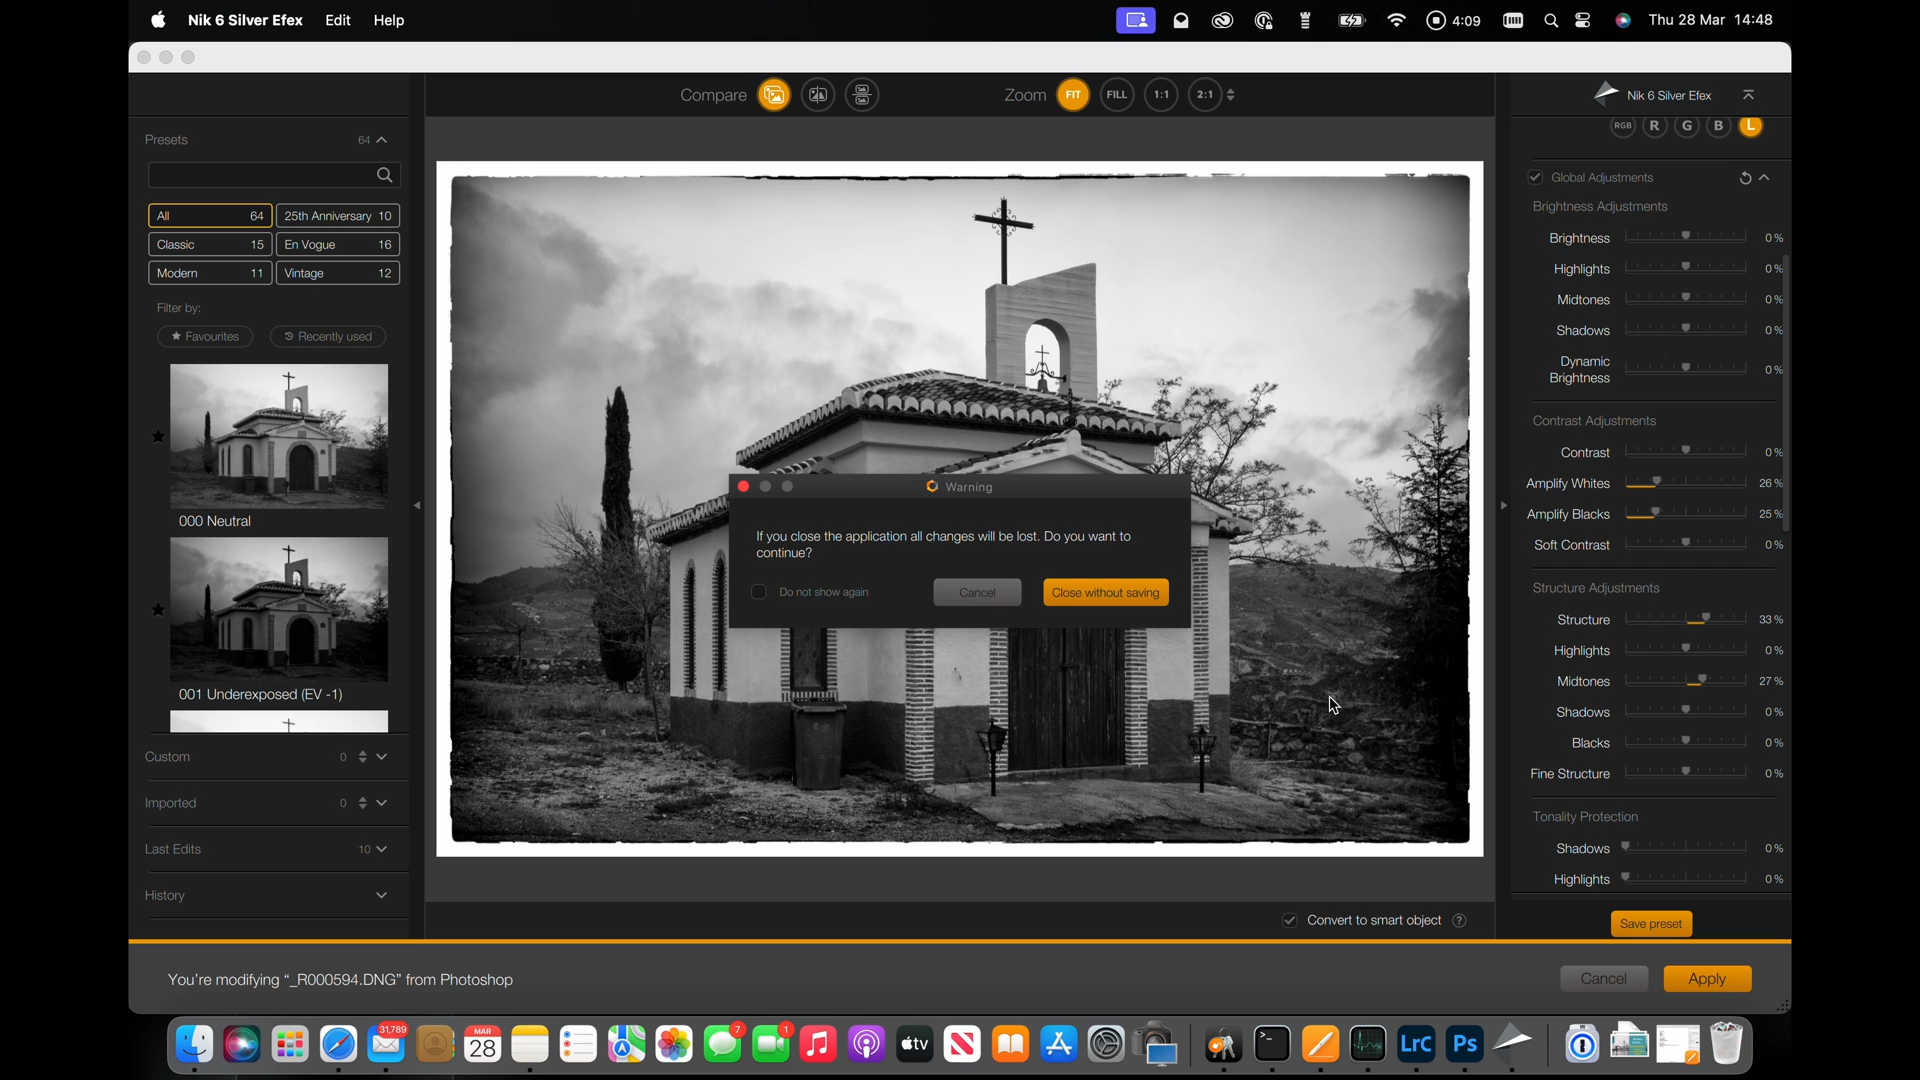 Nik 6 Silver Efex Edit Help
4:09 Thu 28 Mar 14:48
Compare
Zoom FIT FILL 1:1 2:1
Nik 6 Silver Efex
RGB R G B L
Presets 64
All 64
25th Anniversary 10
Classic 15
En Vogue 16
Modern 11
Vintage 12
Filter by:
Favourites
Recently used
000 Neutral
001 Underexposed (EV -1)
Custom 0
Imported 0
Last Edits 10
History
Warning
If you close the application all changes will be lost. Do you want to
continue?
Do not show again
Cancel
Close without saving
Global Adjustments
Brightness Adjustments
Brightness 0%
Highlights 0%
Midtones 0%
Shadows 0%
Dynamic
Brightness 0%
Contrast Adjustments
Contrast 0%
Amplify Whites 26%
Amplify Blacks 25%
Soft Contrast 0%
Structure Adjustments
Structure 33%
Highlights 0%
Midtones 27%
Shadows 0%
Blacks 0%
Fine Structure 0%
Tonality Protection
Shadows 0%
Highlights 0%
Convert to smart object ?
Save preset
You're modifying “_R000594.DNG” from Photoshop
Cancel
Apply
31,789
MAR
28
7
1
tv
LrC
Ps